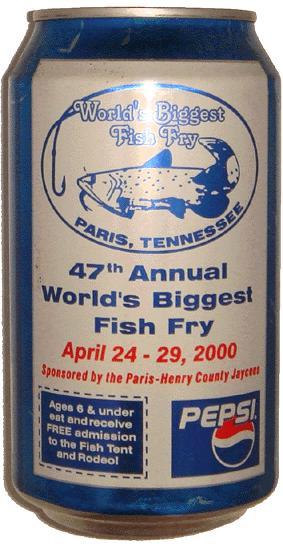 World's Biggest
Fish Fry
PARIS, TENNESSEE
47th Annual
World's Biggest
Fish Fry
April 24 - 29, 2000
Sponsored by the Paris-Henry County Jaycees
Ages 6 & under
eat and receive
FREE admission
to the Fish Tent
and Rodeo!
PEPSI